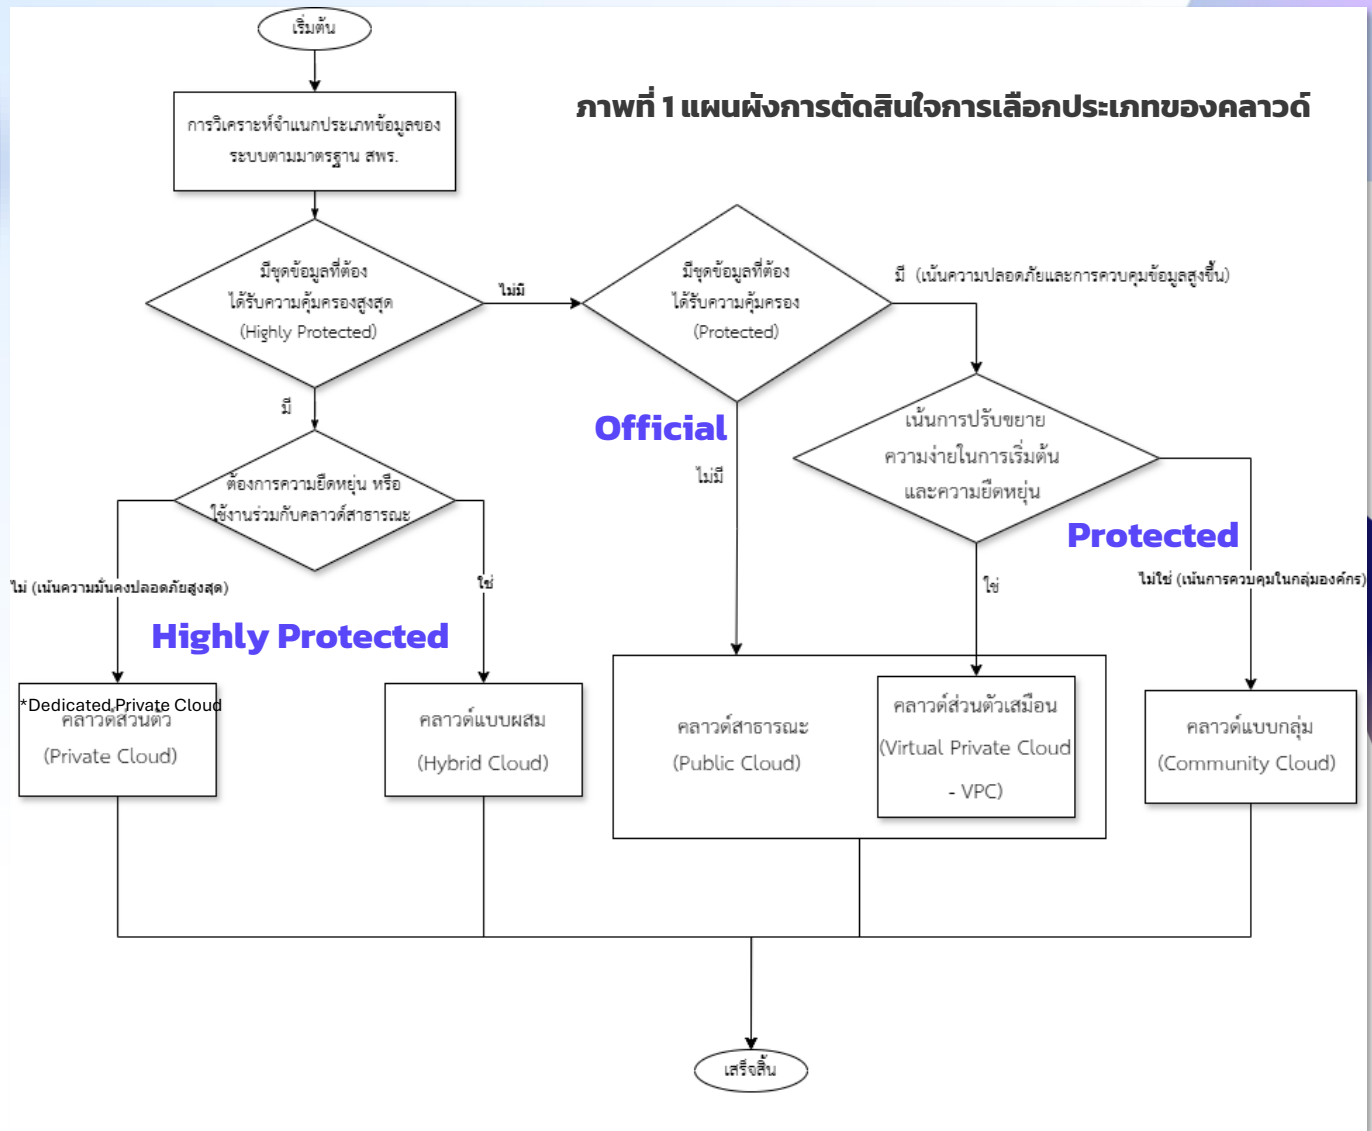 เริ่มต้น
ภาพที่ 1 แผนผังการตัดสินใจการเลือกประเภทของคลาวด์
การวิเคราะห์จำแนกประเภทข้อมูลของ
ระบบตามมาตรฐาน สพร.
มีชุดข้อมูลที่ต้อง
ได้รับความคุ้มครองสูงสุด
(Highly Protected)
ไม่มี
มีชุดข้อมูลที่ต้อง
ได้รับความคุ้มครอง
(Protected)
มี (เน้นความปลอดภัยและการควบคุมข้อมูลสูงขึ้น)
มี
Official
ไม่มี
เน้นการปรับขยาย
ความง่ายในการเริ่มต้น
และความยืดหยุ่น
ต้องการความยืดหยุ่น หรือ
ใช้งานร่วมกับคลาวด์สาธารณะ
Protected
ไม่ (เน้นความมั่นคงปลอดภัยสูงสุด)
ใช่
ใช่
ไม่ใช่ (เน้นการควบคุมในกลุ่มองค์กร)
Highly Protected
*Dedicated Private Cloud
คลาวด์ส่วนตัว
(Private Cloud)
คลาวด์แบบผสม
(Hybrid Cloud)
คลาวด์สาธารณะ
(Public Cloud)
คลาวด์ส่วนตัวเสมือน
(Virtual Private Cloud
- VPC)
คลาวด์แบบกลุ่ม
(Community Cloud)
เสร็จสิ้น